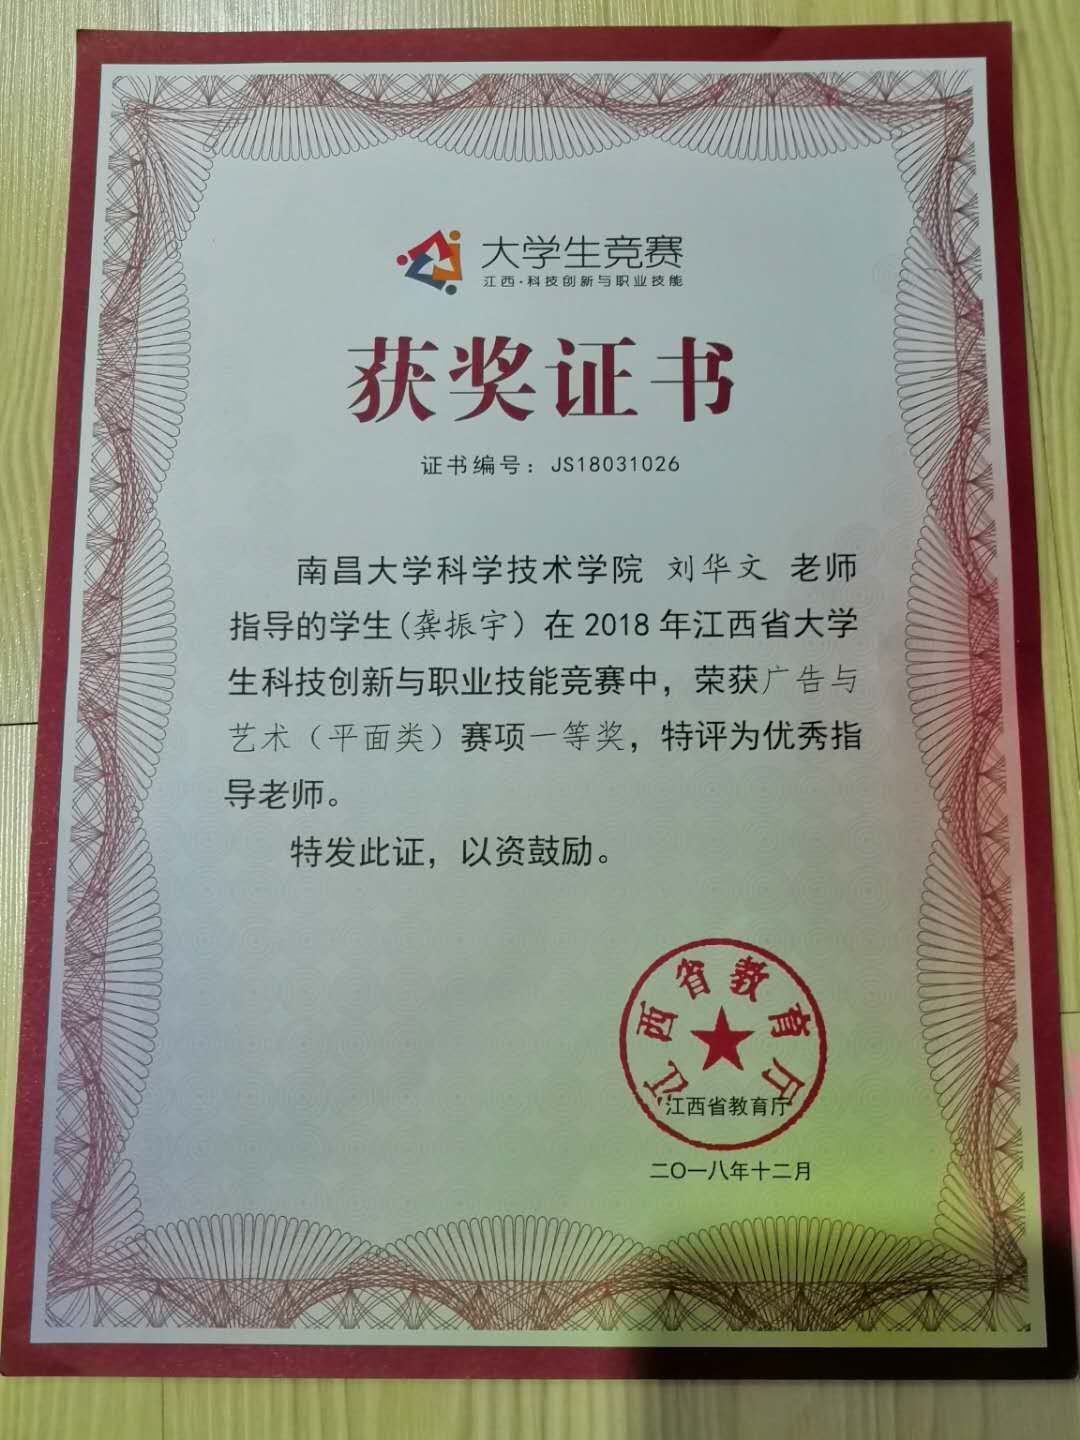 大学生竞赛
江西·科技创新与职业技能
获奖证书
证书编号：JS18031026
南昌大学科学技术学院 刘华文 老师
指导的学生(龚振宇）在2018年江西省大学
生科技创新与职业技能竞赛中，荣获广告与
艺术（平面类）赛项一等奖，特评为优秀指
导老师。
特发此证，以资鼓励。
江西省教育厅
江西省教育厅
二〇一八年十二月